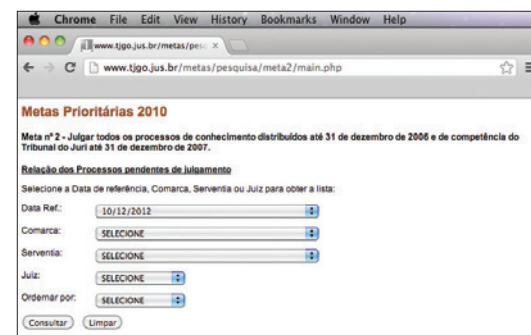 Chrome File Edit View History Bookmarks Window Help
www.tjgo.jus.br/metas/pesq ×
www.tjgo.jus.br/metas/pesquisa/meta2/main.php
Metas Prioritárias 2010
Meta nº 2 - Julgar todos os processos de conhecimento distribuídos até 31 de dezembro de 2006 e de competência do
Tribunal do Juri até 31 de dezembro de 2007.
Relação dos Processos pendentes de julgamento
Selecione a Data de referência, Comarca, Serventia ou Juiz para obter a lista:
Data Ref.: 10/12/2012
Comarca: SELECIONE
Serventia: SELECIONE
Juiz: SELECIONE
Ordernar por: SELECIONE
Consultar Limpar